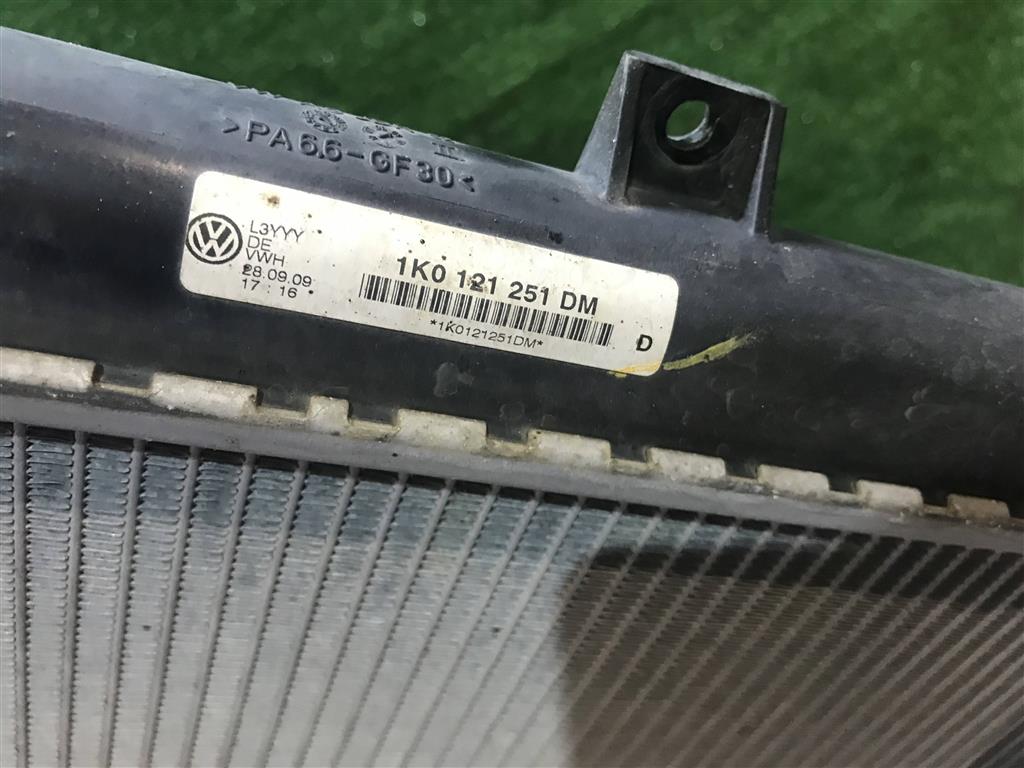 >PA6.6-GF30<
L3YYY
DE
VWH
28.09.09
17 : 16
1K0 121 251 DM
*1K0121251DM*
D